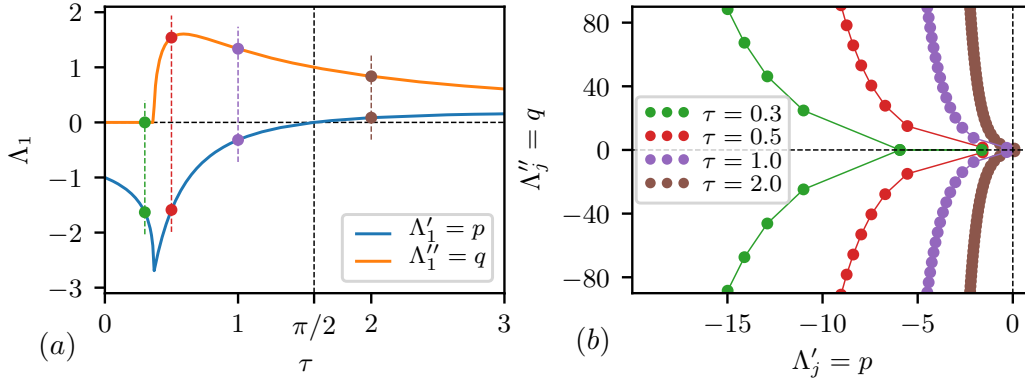 1
0
−1
−2
−3
Λ₁
0
1
π/2
2
3
τ
(a)
Λ′₁ = p
Λ″₁ = q
80
40
0
−40
−80
Λ″ⱼ = q
τ = 0.3
τ = 0.5
τ = 1.0
τ = 2.0
−15
−10
−5
0
Λ′ⱼ = p
(b)